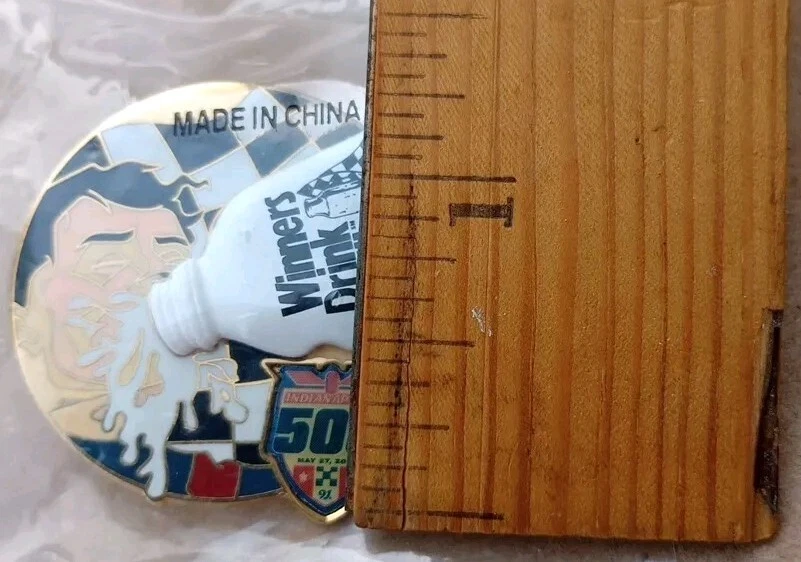 MADE IN CHINA
Winners
Drink
INDIANAP
50
MAY 27, 20
91
1